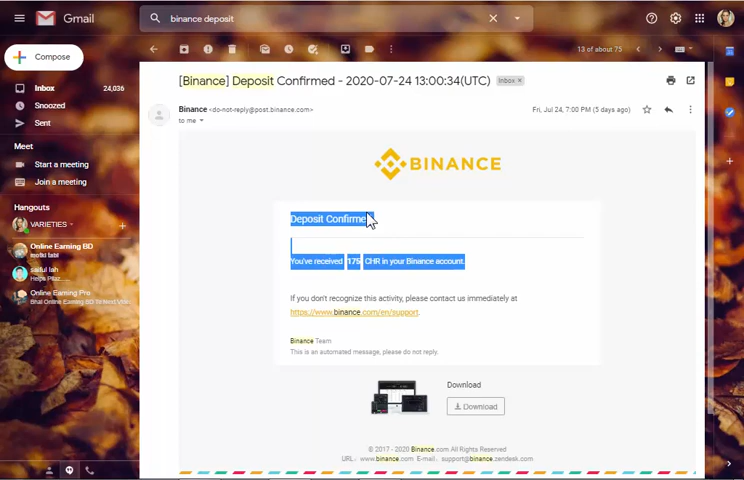 Gmail
binance deposit
Compose
13 of about 75
Inbox 24,036
Snoozed
Sent
Meet
Start a meeting
Join a meeting
Hangouts
VARIETIES
Online Earning BD
saiful lah
Online Earning Pro
[Binance] Deposit Confirmed - 2020-07-24 13:00:34(UTC) Inbox x
Binance <do-not-reply@post.binance.com>
Fri, Jul 24, 7:00 PM (5 days ago)
to me
BINANCE
Deposit Confirme
You've received 175 CHR in your Binance account.
If you don't recognize this activity, please contact us immediately at
https://www.binance.com/en/support.
Binance Team
This is an automated message, please do not reply.
Download
Download
© 2017 - 2020 Binance.com All Rights Reserved
URL: www.binance.com E-mail: support@binance.zendesk.com